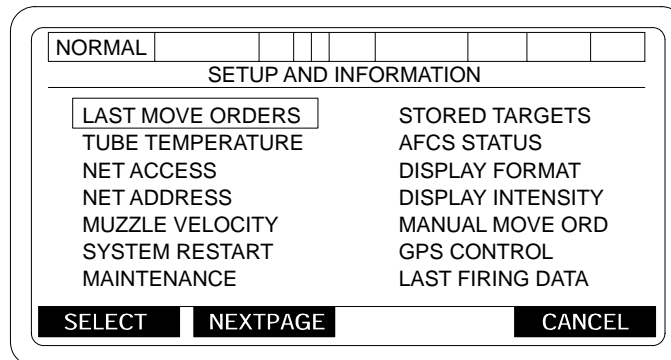 NORMAL
SETUP AND INFORMATION
LAST MOVE ORDERS
TUBE TEMPERATURE
NET ACCESS
NET ADDRESS
MUZZLE VELOCITY
SYSTEM RESTART
MAINTENANCE
STORED TARGETS
AFCS STATUS
DISPLAY FORMAT
DISPLAY INTENSITY
MANUAL MOVE ORD
GPS CONTROL
LAST FIRING DATA
SELECT NEXTPAGE CANCEL